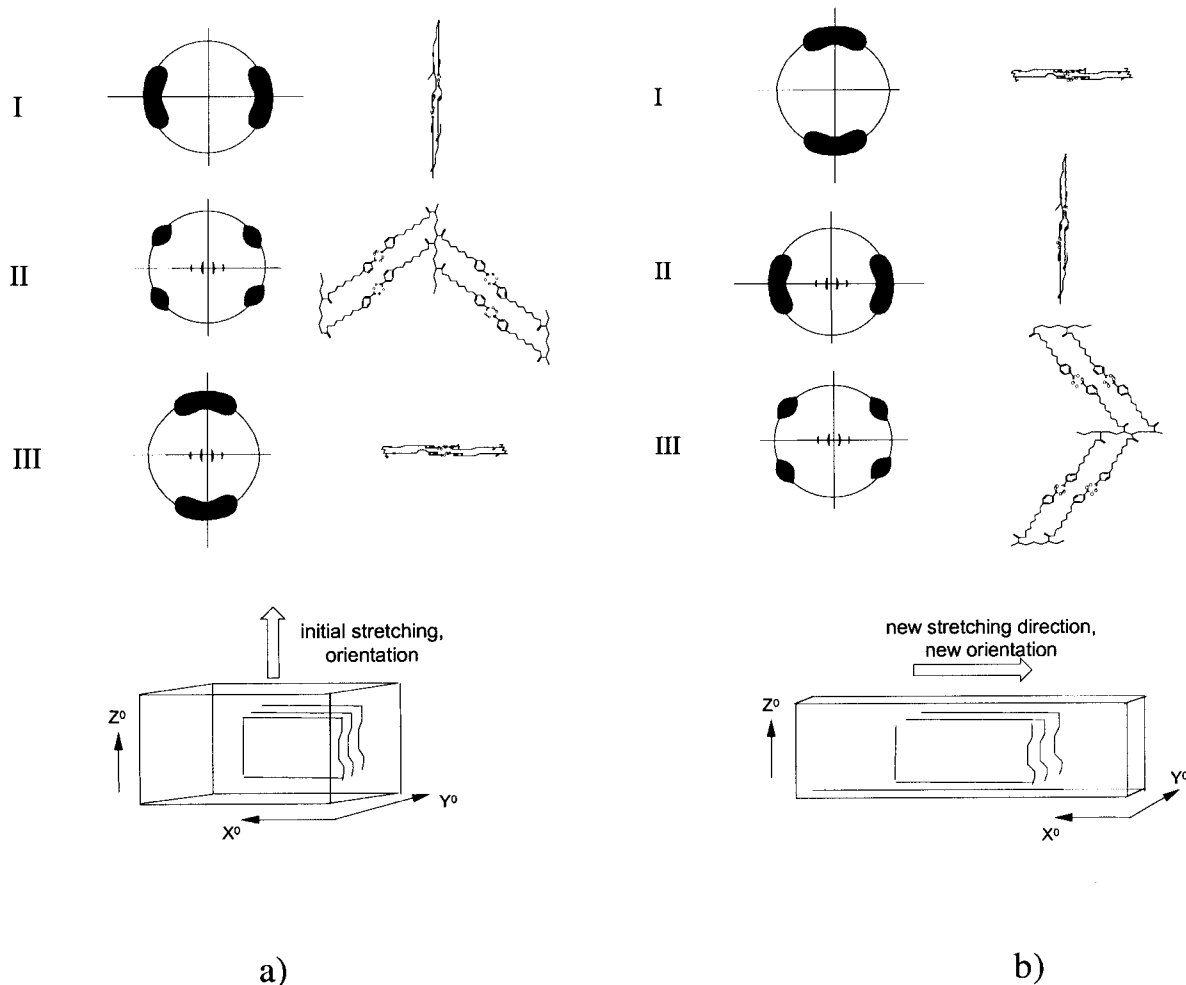 I
II
III
initial stretching,
orientation
Z⁰
Y⁰
X⁰
a)
I
II
III
new stretching direction,
new orientation
Z⁰
Y⁰
X⁰
b)